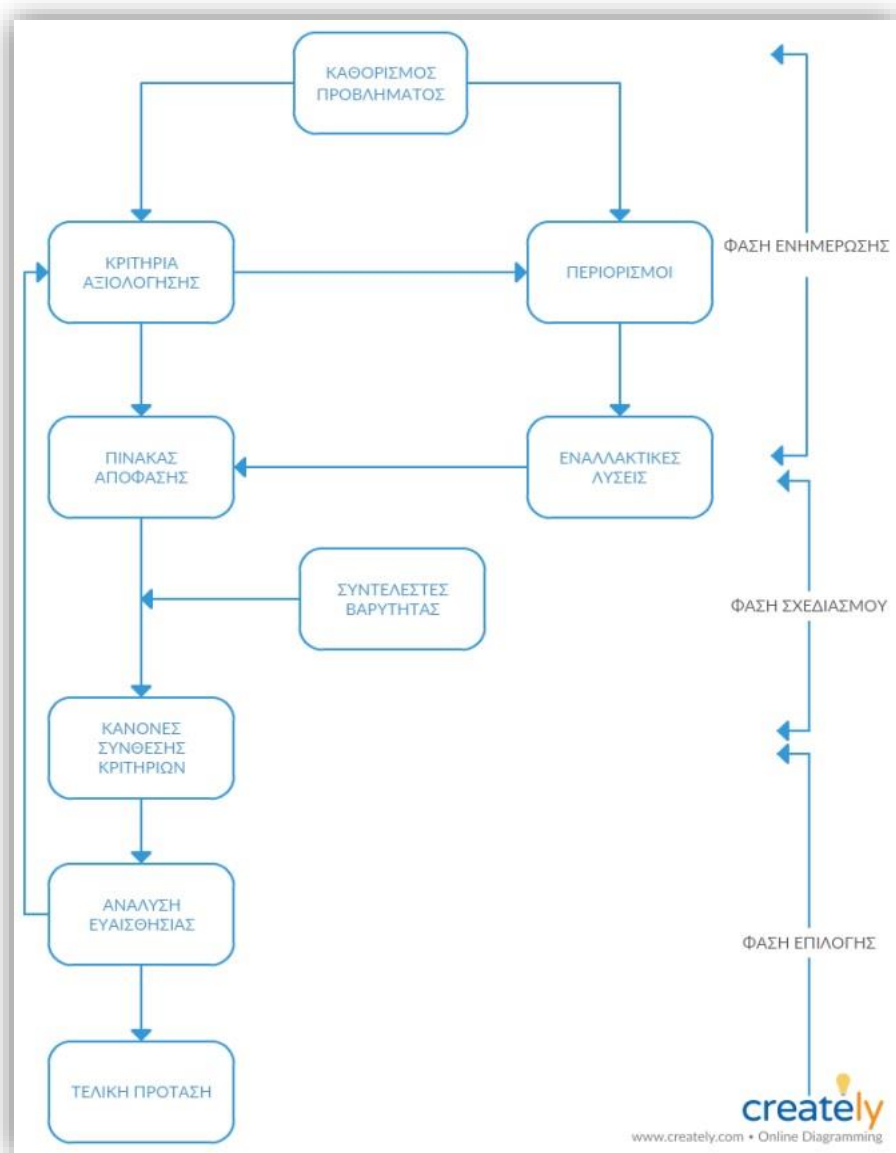 ΚΑΘΟΡΙΣΜΟΣ
ΠΡΟΒΛΗΜΑΤΟΣ
ΚΡΙΤΗΡΙΑ
ΑΞΙΟΛΟΓΗΣΗΣ
ΠΕΡΙΟΡΙΣΜΟΙ
ΦΑΣΗ ΕΝΗΜΕΡΩΣΗΣ
ΠΙΝΑΚΑΣ
ΑΠΟΦΑΣΗΣ
ΕΝΑΛΛΑΚΤΙΚΕΣ
ΛΥΣΕΙΣ
ΣΥΝΤΕΛΕΣΤΕΣ
ΒΑΡΥΤΗΤΑΣ
ΦΑΣΗ ΣΧΕΔΙΑΣΜΟΥ
ΚΑΝΟΝΕΣ
ΣΥΝΘΕΣΗΣ
ΚΡΙΤΗΡΙΩΝ
ΑΝΑΛΥΣΗ
ΕΥΑΙΣΘΗΣΙΑΣ
ΦΑΣΗ ΕΠΙΛΟΓΗΣ
ΤΕΛΙΚΗ ΠΡΟΤΑΣΗ
creately
www.creately.com • Online Diagramming